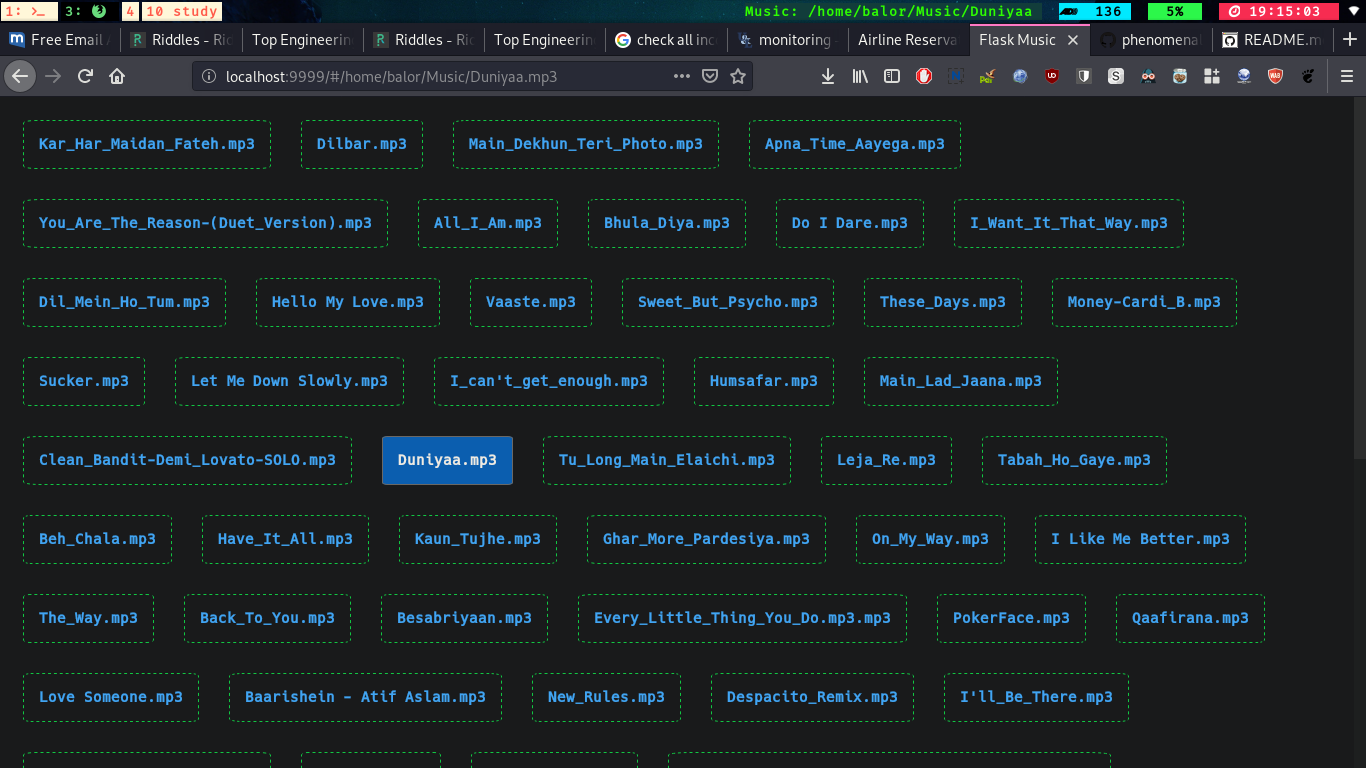 1: >_ 3: 4 10 study Music: /home/balor/Music/Duniyaa 136 5% 19:15:03
Free Email Riddles - Ric Top Engineerin Riddles - Ric Top Engineerin check all inc monitoring - Airline Reserva Flask Music phenomenal README.m
localhost:9999/#/home/balor/Music/Duniyaa.mp3
Kar_Har_Maidan_Fateh.mp3 Dilbar.mp3 Main_Dekhun_Teri_Photo.mp3 Apna_Time_Aayega.mp3
You_Are_The_Reason-(Duet_Version).mp3 All_I_Am.mp3 Bhula_Diya.mp3 Do I Dare.mp3 I_Want_It_That_Way.mp3
Dil_Mein_Ho_Tum.mp3 Hello My Love.mp3 Vaaste.mp3 Sweet_But_Psycho.mp3 These_Days.mp3 Money-Cardi_B.mp3
Sucker.mp3 Let Me Down Slowly.mp3 I_can't_get_enough.mp3 Humsafar.mp3 Main_Lad_Jaana.mp3
Clean_Bandit-Demi_Lovato-SOLO.mp3 Duniyaa.mp3 Tu_Long_Main_Elaichi.mp3 Leja_Re.mp3 Tabah_Ho_Gaye.mp3
Beh_Chala.mp3 Have_It_All.mp3 Kaun_Tujhe.mp3 Ghar_More_Pardesiya.mp3 On_My_Way.mp3 I Like Me Better.mp3
The_Way.mp3 Back_To_You.mp3 Besabriyaan.mp3 Every_Little_Thing_You_Do.mp3.mp3 PokerFace.mp3 Qaafirana.mp3
Love Someone.mp3 Baarishein - Atif Aslam.mp3 New_Rules.mp3 Despacito_Remix.mp3 I'll_Be_There.mp3